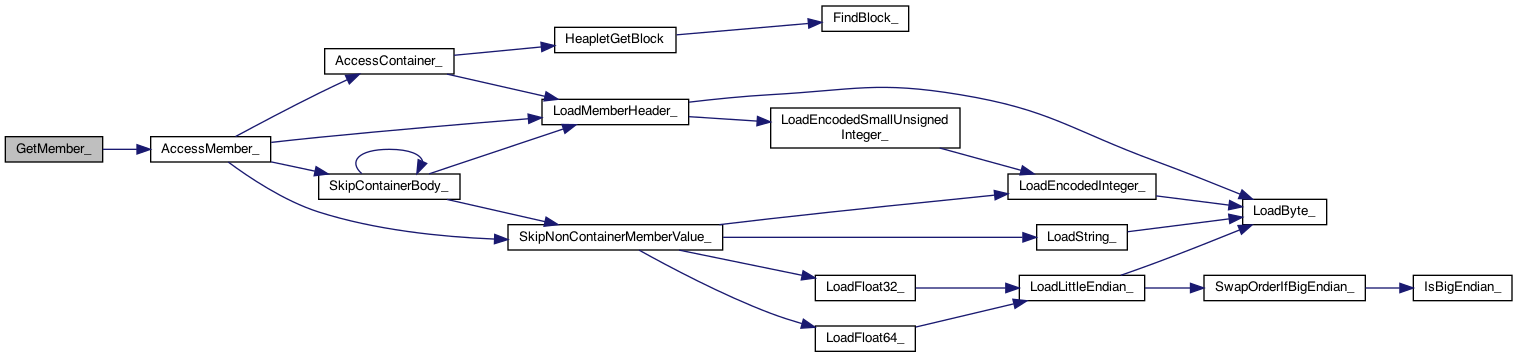 GetMember_
AccessMember_
AccessContainer_
SkipContainerBody_
HeapletGetBlock
LoadMemberHeader_
SkipNonContainerMemberValue_
FindBlock_
LoadEncodedSmallUnsigned
Integer_
LoadFloat32_
LoadFloat64_
LoadEncodedInteger_
LoadString_
LoadLittleEndian_
LoadByte_
SwapOrderIfBigEndian_
IsBigEndian_